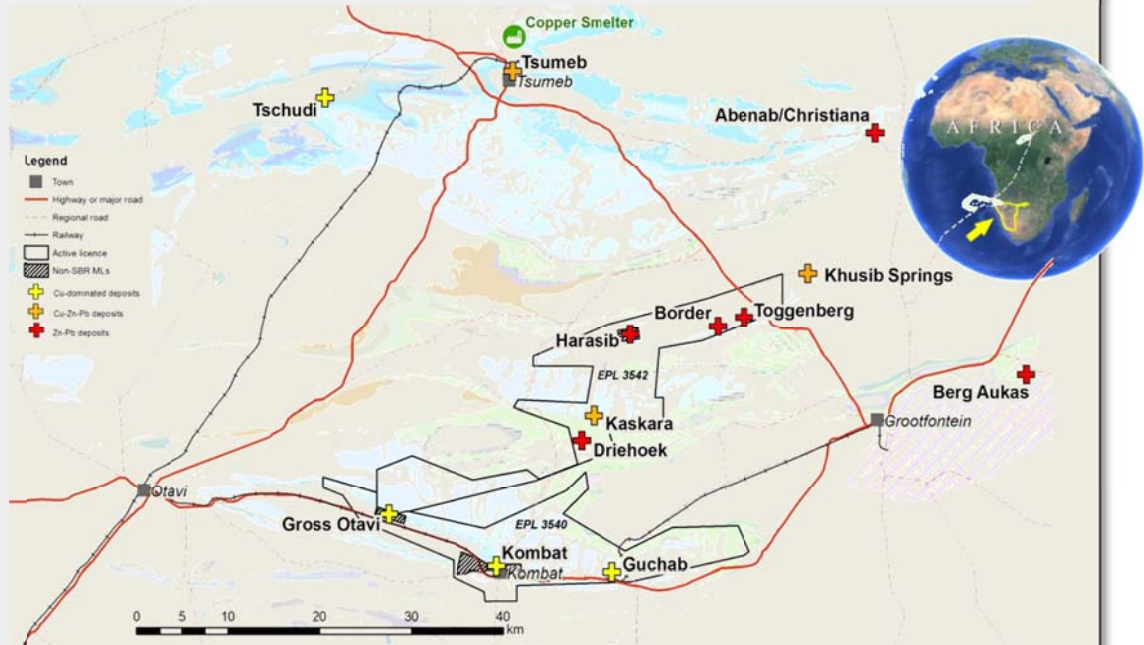 Copper Smelter
Tsumeb
Tsumeb
Tschudi
Abenab/Christiana
AFRICA
Legend
Town
Highway or major road
Regional road
Railway
Active licence
Non-SBR MLs
Cu-dominated deposits
Cu-Zn-Pb deposits
Zn-Pb deposits
Khusib Springs
Border
Toggenberg
Harasib
EPL 3542
Berg Aukas
Kaskara
Grootfontein
Driehoek
Otavi
Gross Otavi
EPL 3540
Kombat
Kombat
Guchab
0 5 10 20 30 40
km